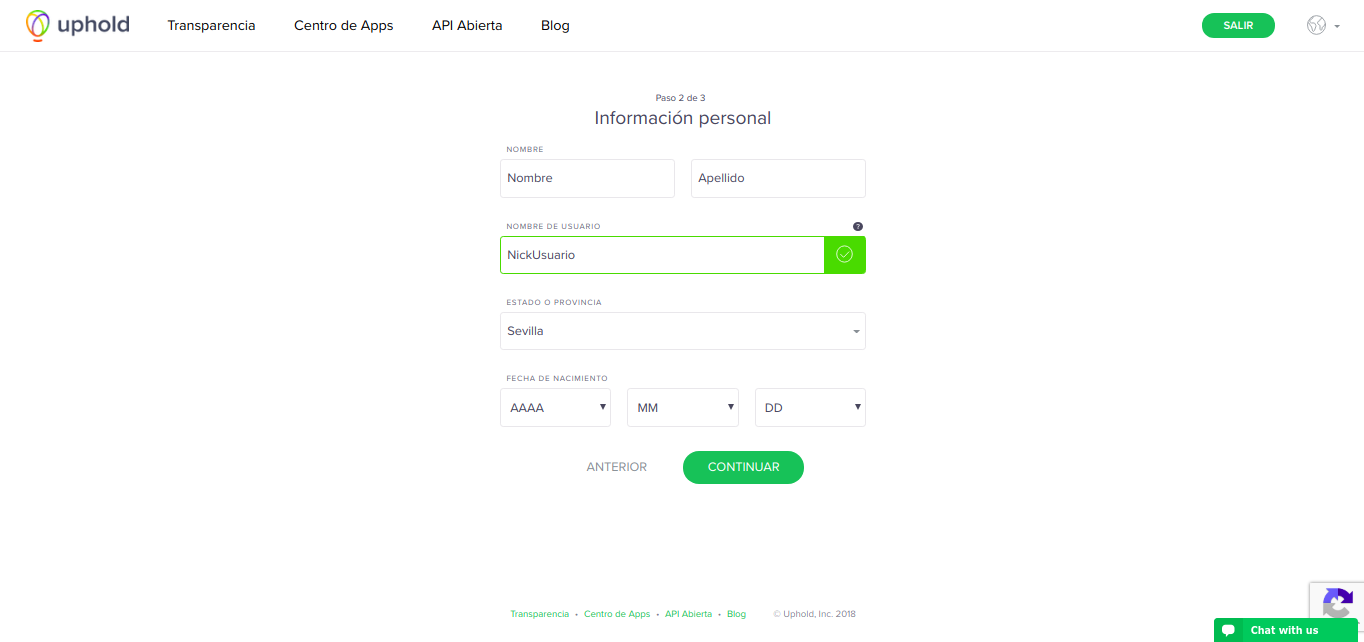 uphold Transparencia Centro de Apps API Abierta Blog SALIR
Paso 2 de 3
Información personal
NOMBRE
Nombre Apellido
NOMBRE DE USUARIO ?
NickUsuario
ESTADO O PROVINCIA
Sevilla
FECHA DE NACIMIENTO
AAAA MM DD
ANTERIOR CONTINUAR
Transparencia • Centro de Apps • API Abierta • Blog © Uphold, Inc. 2018
Chat with us